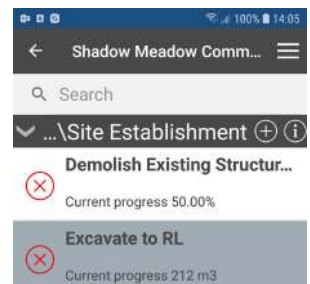 100% 14:05
Shadow Meadow Comm...
Search
...\Site Establishment
Demolish Existing Structur...
Current progress 50.00%
Excavate to RL
Current progress 212 m3